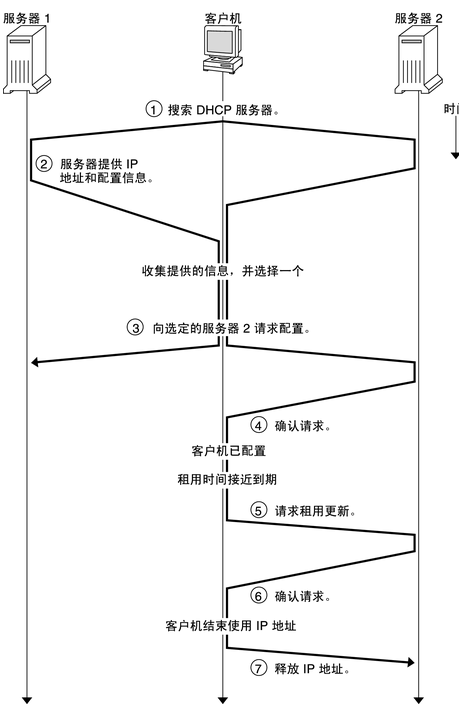 服务器 1
客户机
服务器 2
① 搜索 DHCP 服务器。
时
② 服务器提供 IP
地址和配置信息。
收集提供的信息，并选择一个
③ 向选定的服务器 2 请求配置。
④ 确认请求。
客户机已配置
租用时间接近到期
⑤ 请求租用更新。
⑥ 确认请求。
客户机结束使用 IP 地址
⑦ 释放 IP 地址。